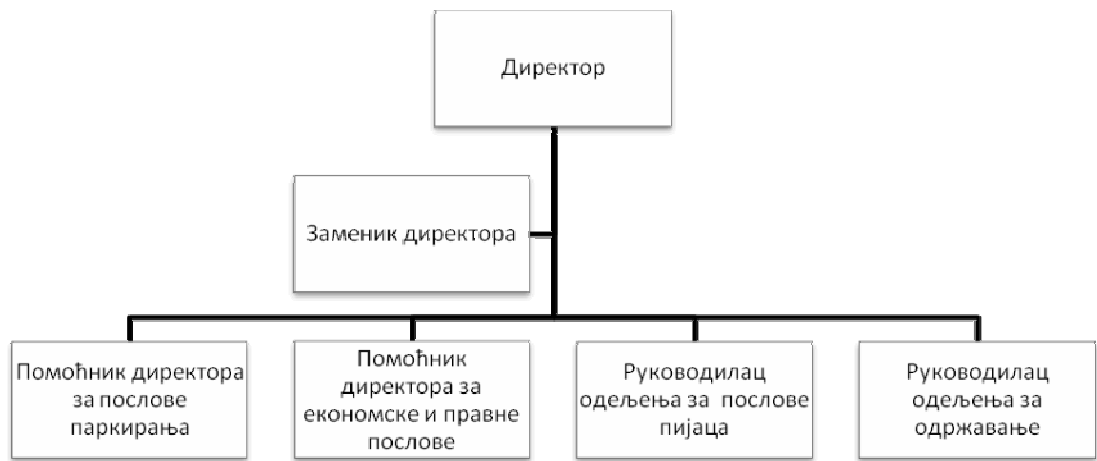 Директор
Заменик директора
Помоћник директора
за послове
паркирања
Помоћник
директора за
економске и правне
послове
Руководилац
одељења за  послове
пијаца
Руководилац
одељења за
одржавање